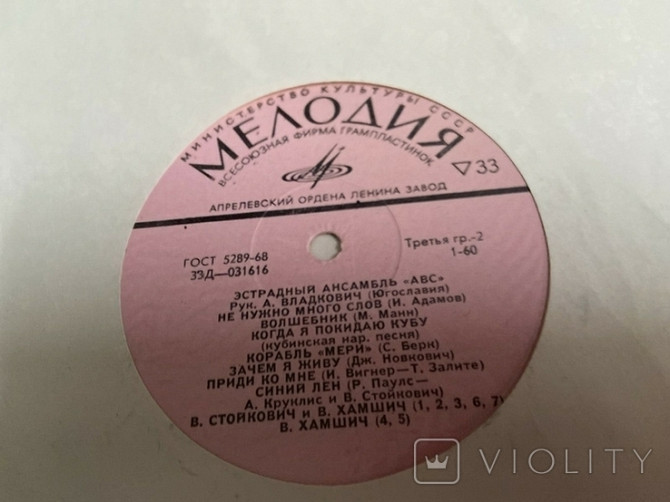 МИНИСТЕРСТВО КУЛЬТУРЫ СССР
МЕЛОДИЯ
ВСЕСОЮЗНАЯ ФИРМА ГРАМПЛАСТИНОК
33
АПРЕЛЕВСКИЙ ОРДЕНА ЛЕНИНА ЗАВОД
ГОСТ 5289-68
33Д—031616
Третья гр.-2
1-60
ЭСТРАДНЫЙ АНСАМБЛЬ «АВС»
Рук. А. ВЛАДКОВИЧ (Югославия)
НЕ НУЖНО МНОГО СЛОВ (И. Адамов)
ВОЛШЕБНИК (М. Манн)
КОГДА Я ПОКИДАЮ КУБУ
(кубинская нар. песня)
КОРАБЛЬ «МЕРИ» (С. Берн)
ЗАЧЕМ Я ЖИВУ (Дж. Новкович)
ПРИДИ КО МНЕ (И. Вигнер—Т. Залите)
СИНИЙ ЛЕН (Р. Паулс—
А. Круклис и В. Стойкович)
В. СТОЙКОВИЧ и В. ХАМШИЧ (1, 2, 3, 6, 7)
В. ХАМШИЧ (4, 5)
VIOLITY